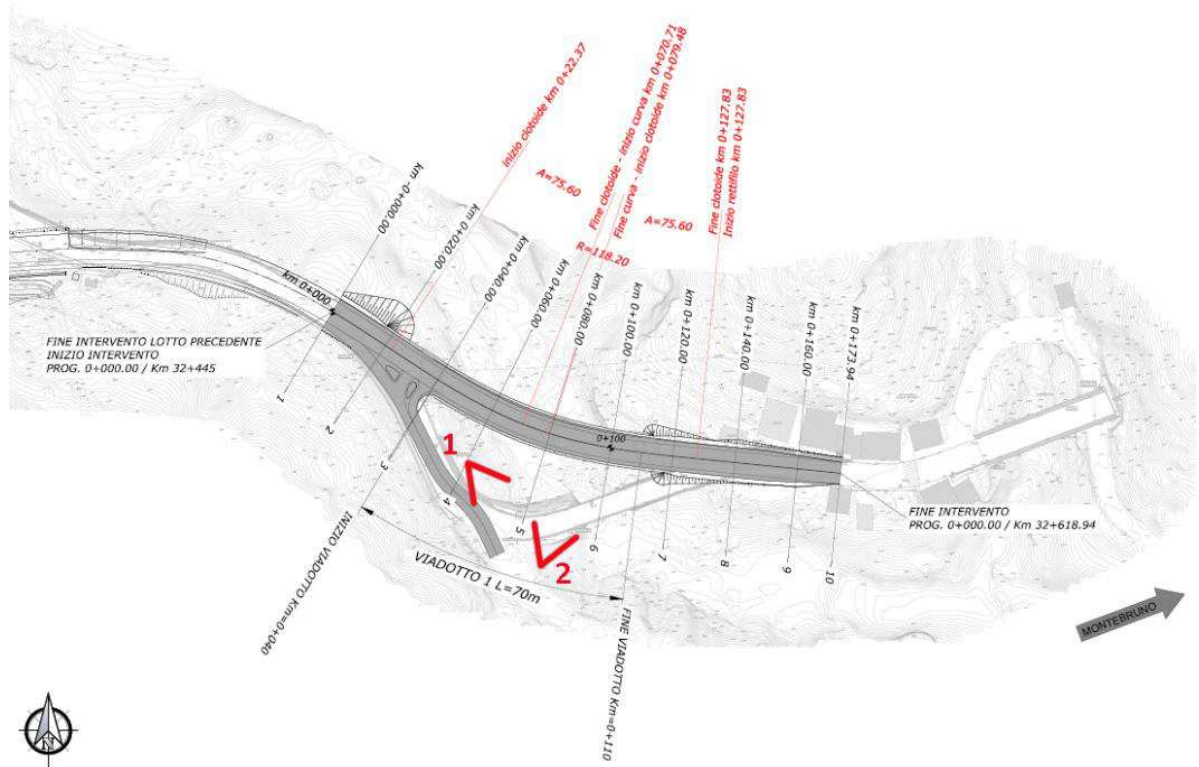 inizio clotoide km 0+22.37
A=75.60
Fine clotoide - inizio curva km 0+070.71
Fine curva - inizio clotoide km 0+079.48
R=118.20
A=75.60
Fine clotoide km 0+127.83
Inizio rettifilo km 0+127.83
km -0+000.00
km 0+020.00
km 0+040.00
km 0+060.00
km 0+080.00
km 0+100.00
km 0+120.00
km 0+140.00
km 0+160.00
km 0+173.94
km 0+000
FINE INTERVENTO LOTTO PRECEDENTE
INIZIO INTERVENTO
PROG. 0+000.00 / Km 32+445
0+100
1
2
3
4
5
6
7
8
9
10
1
2
FINE INTERVENTO
PROG. 0+000.00 / Km 32+618.94
INIZIO VIADOTTO Km=0+040
VIADOTTO 1 L=70m
FINE VIADOTTO Km=0+110
MONTEBRUNO
N